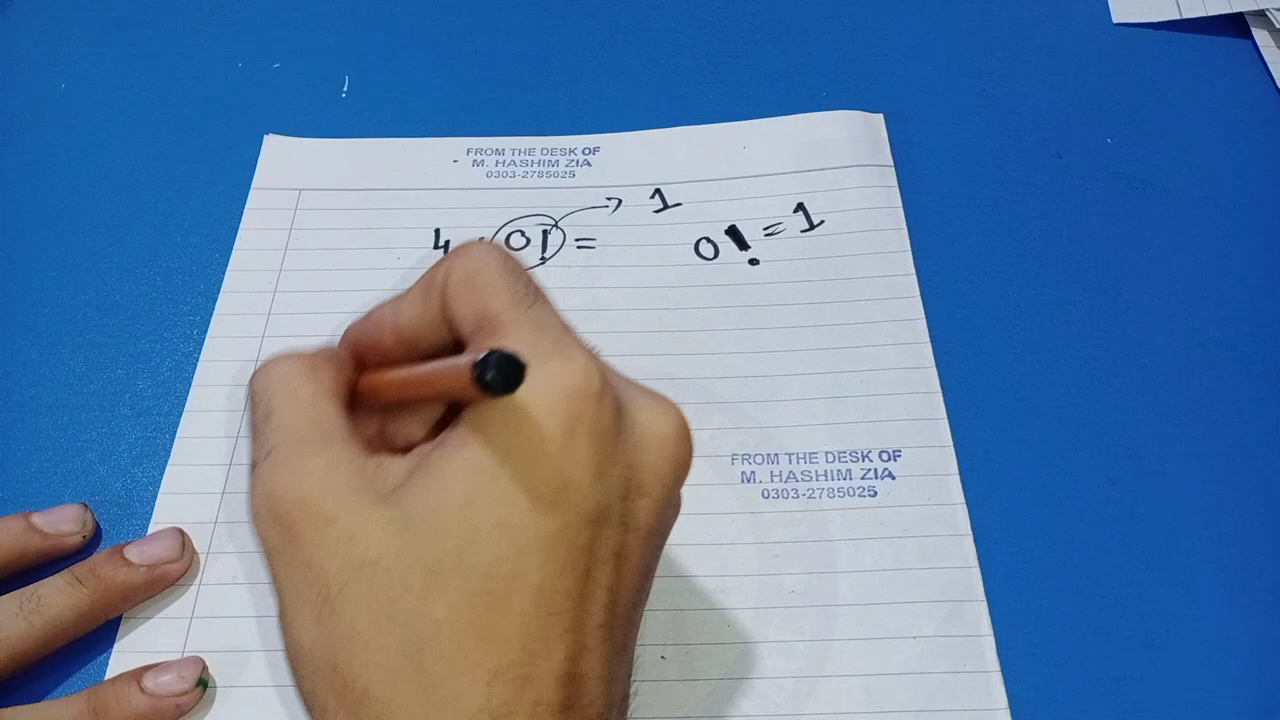 FROM THE DESK OF
M. HASHIM ZIA
0303-2785025
1
4 0! =
0! = 1
FROM THE DESK OF
M. HASHIM ZIA
0303-2785025